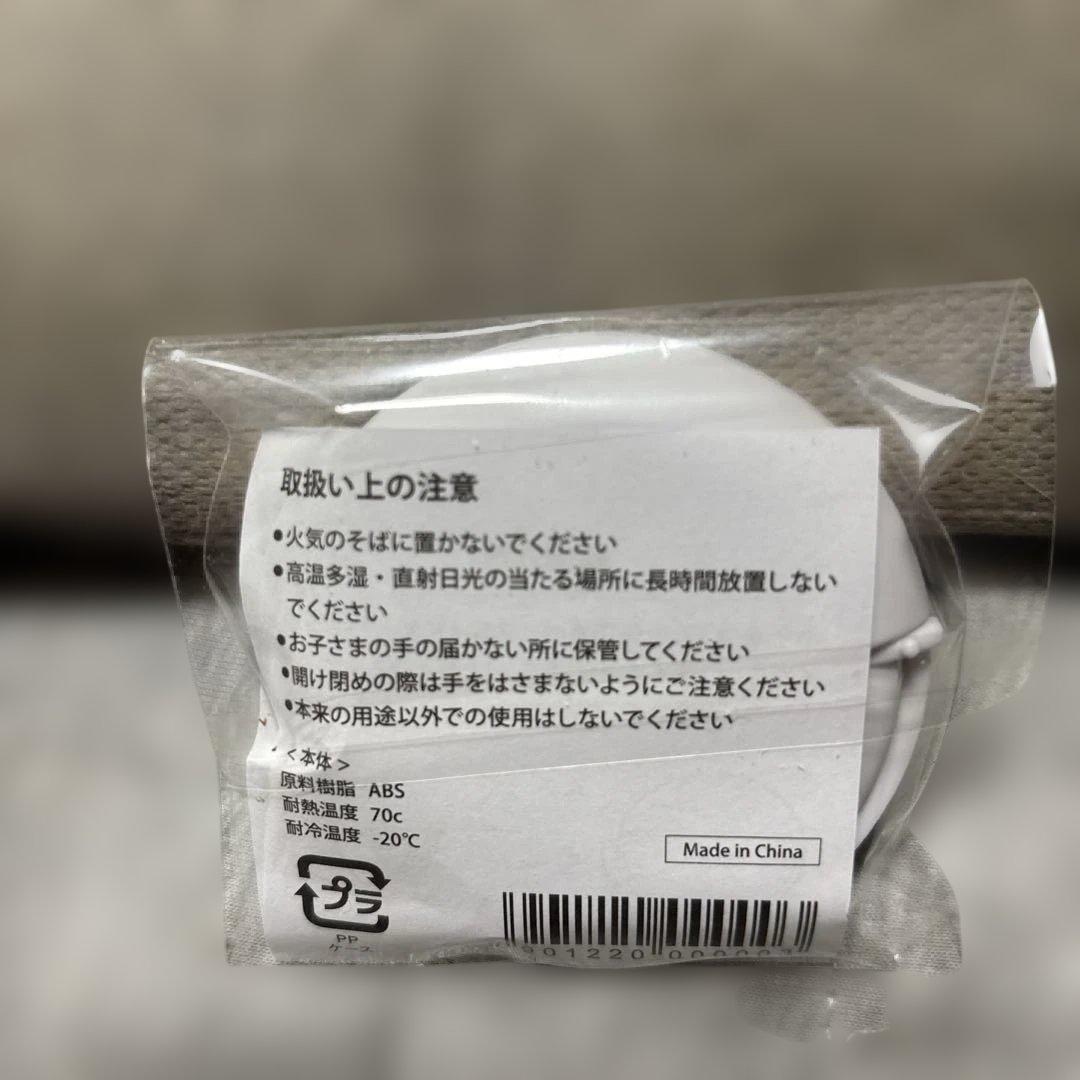 取扱い上の注意
•火気のそばに置かないでください
•高温多湿・直射日光の当たる場所に長時間放置しない
でください
•お子さまの手の届かない所に保管してください
•開け閉めの際は手をはさまないようにご注意ください
•本来の用途以外での使用はしないでください
<本体>
原料樹脂 ABS
耐熱温度 70c
耐冷温度 -20℃
Made in China
プラ
PP
ケース